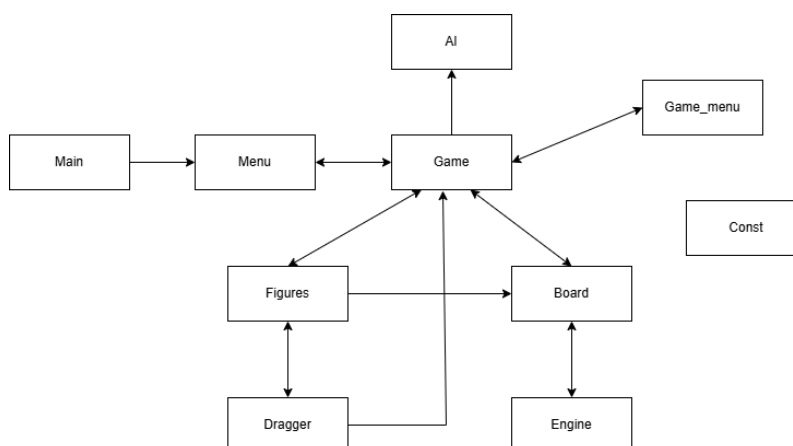 AI
Game_menu
Main
Menu
Game
Const
Figures
Board
Dragger
Engine